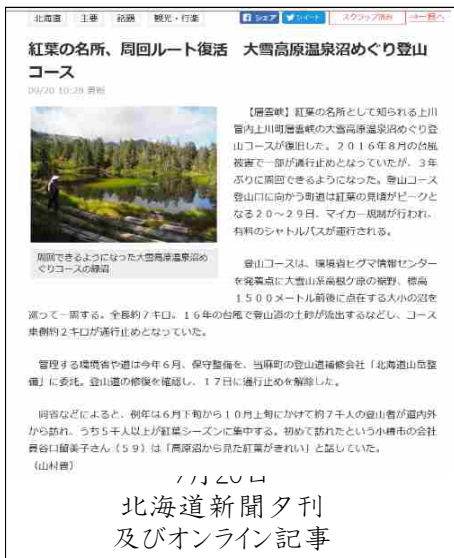 北海道 主要 話題 観光・行楽 シェア ツイート スクラップ済み →一覧へ
紅葉の名所、周回ルート復活 大雪高原温泉沼めぐり登山
コース
09/20 10:28 更新
【層雲峡】紅葉の名所として知られる上川
管内上川町層雲峡の大雪高原温泉沼めぐり登
山コースが復旧した。2016年8月の台風
被害で一部が通行止めとなっていたが、3年
ぶりに周回できるようになった。登山コース
登山口に向かう町道は紅葉の見頃がピークと
なる20~29日、マイカー規制が行われ、
有料のシャトルバスが運行される。
周回できるようになった大雪高原温泉沼め
ぐりコースの緑沼
登山コースは、環境省ヒグマ情報センター
を発着点に大雪山系高根ケ原の裾野、標高
1500メートル前後に点在する大小の沼を
巡って一周する。全長約7キロ。16年の台風で登山道の土砂が流出するなどし、コース
東側約2キロが通行止めとなっていた。
管理する環境省や道は今年6月、保守整備を、当麻町の登山道補修会社「北海道山岳整
備」に委託。登山道の修復を確認し、17日に通行止めを解除した。
同省などによると、例年は6月下旬から10月上旬にかけて約7千人の登山者が道内外
から訪れ、うち5千人以上が紅葉シーズンに集中する。初めて訪れたという小樽市の会社
員谷口留美子さん(59)は「高原沼から見た紅葉がきれい」と話していた。
(山村晋)
北海道新聞夕刊
及びオンライン記事